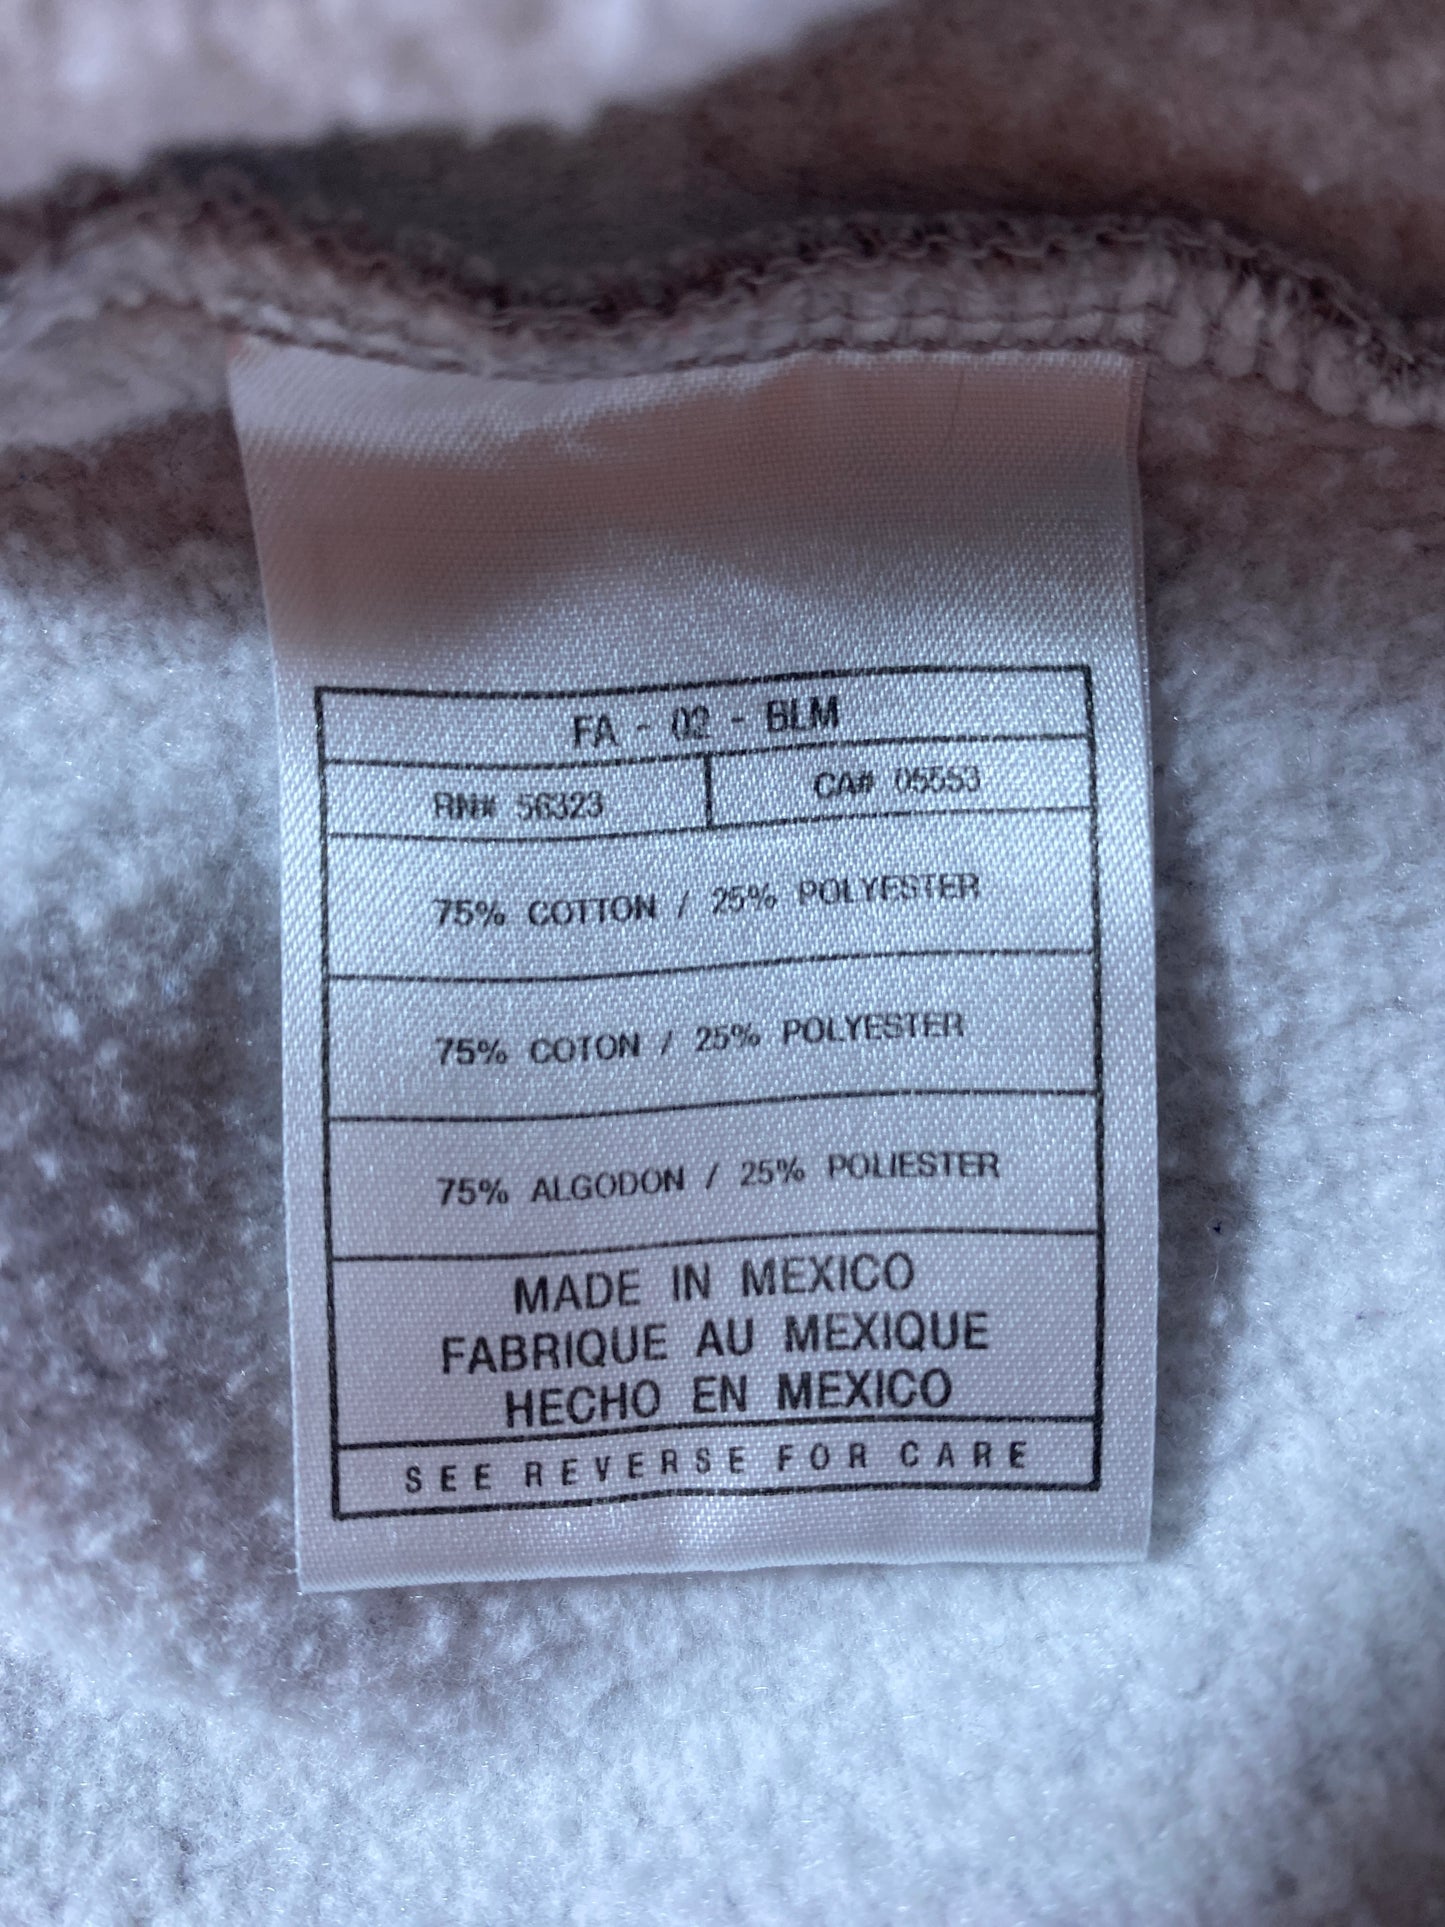 FA - 02 - BLM
RN# 56323 CA# 05553
75% COTTON / 25% POLYESTER
75% COTON / 25% POLYESTER
75% ALGODON / 25% POLIESTER
MADE IN MEXICO
FABRIQUE AU MEXIQUE
HECHO EN MEXICO
SEE REVERSE FOR CARE